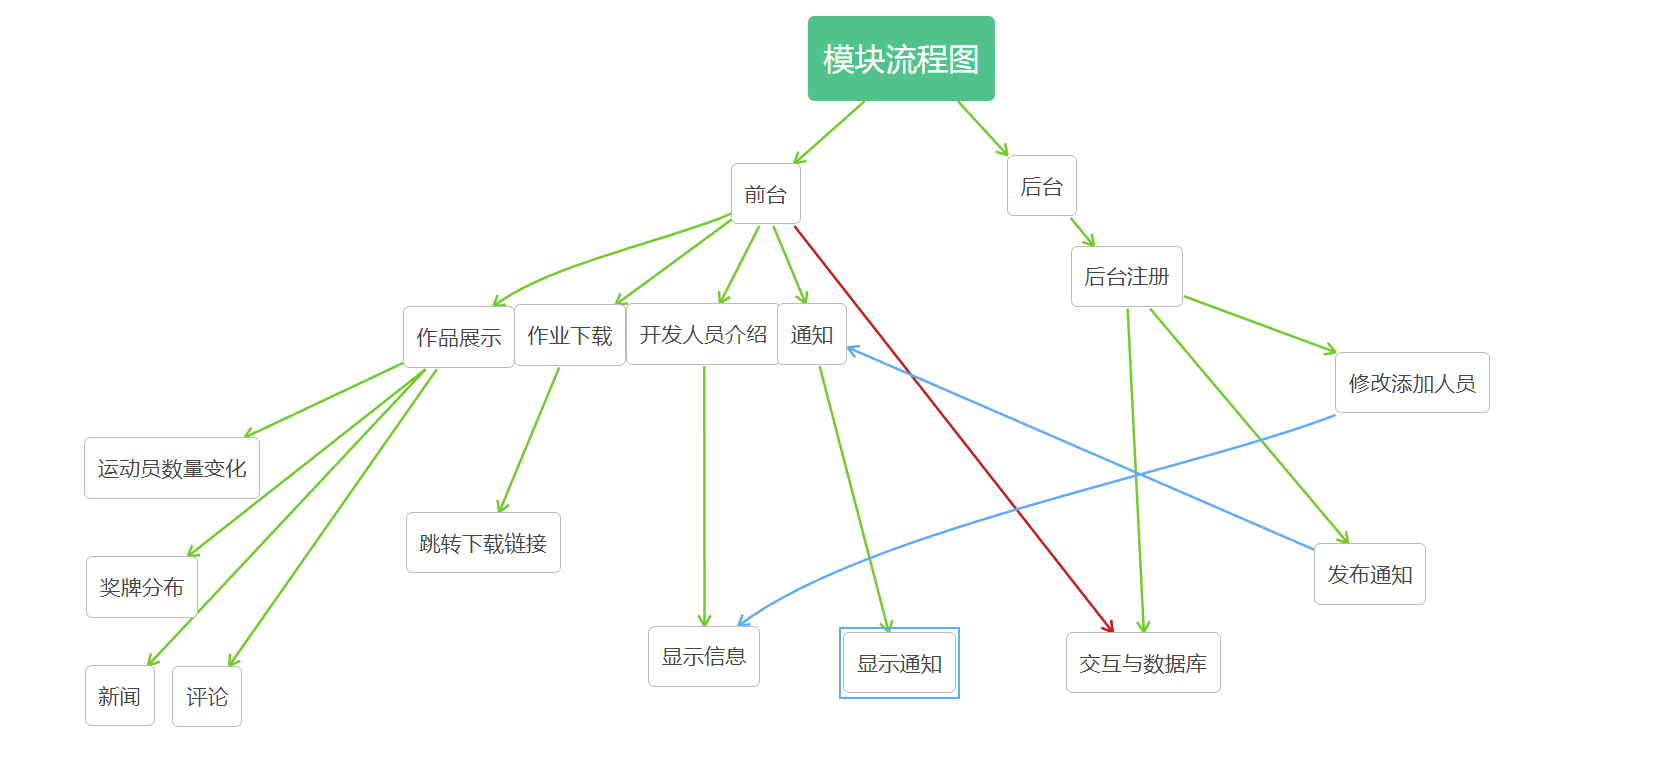 模块流程图
前台
后台
后台注册
作品展示
作业下载
开发人员介绍
通知
修改添加人员
运动员数量变化
跳转下载链接
奖牌分布
发布通知
显示信息
显示通知
交互与数据库
新闻
评论